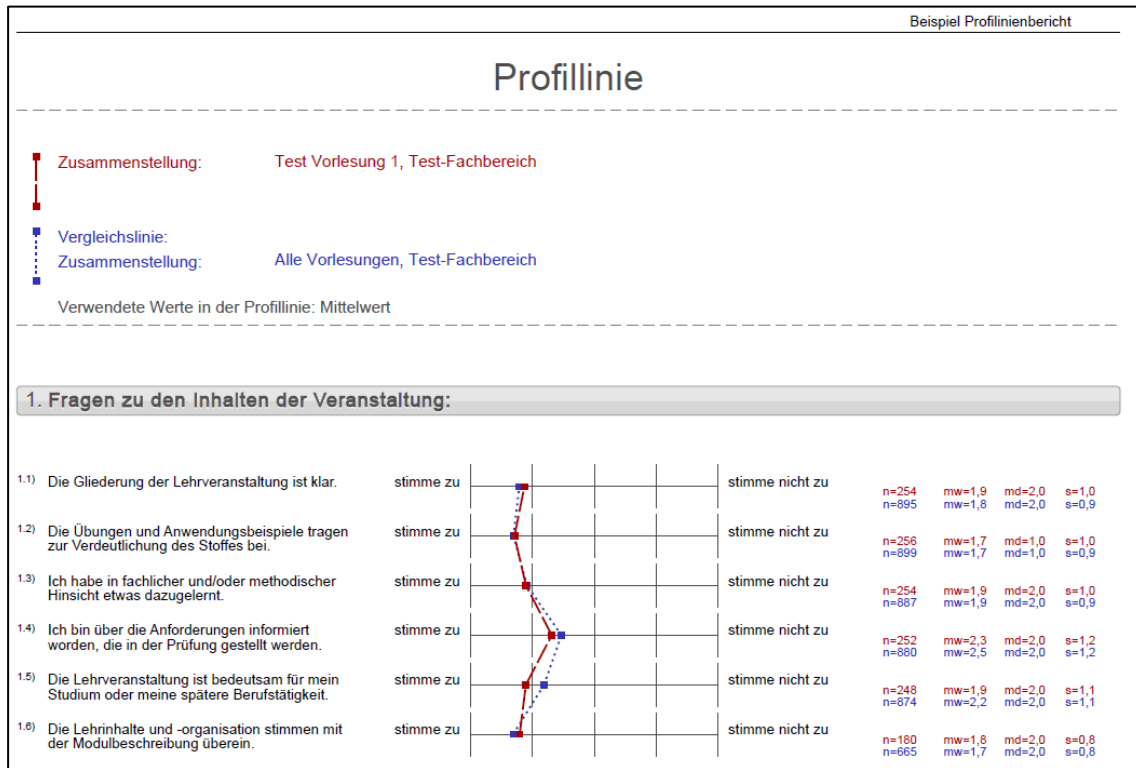 Beispiel Profilinienbericht
Profillinie
Zusammenstellung: Test Vorlesung 1, Test-Fachbereich
Vergleichslinie:
Zusammenstellung: Alle Vorlesungen, Test-Fachbereich
Verwendete Werte in der Profillinie: Mittelwert
1. Fragen zu den Inhalten der Veranstaltung:
1.1) Die Gliederung der Lehrveranstaltung ist klar. stimme zu stimme nicht zu
n=254 mw=1,9 md=2,0 s=1,0
n=895 mw=1,8 md=2,0 s=0,9
1.2) Die Übungen und Anwendungsbeispiele tragen stimme zu stimme nicht zu
zur Verdeutlichung des Stoffes bei.
n=256 mw=1,7 md=1,0 s=1,0
n=899 mw=1,7 md=1,0 s=0,9
1.3) Ich habe in fachlicher und/oder methodischer stimme zu stimme nicht zu
Hinsicht etwas dazugelernt.
n=254 mw=1,9 md=2,0 s=1,0
n=887 mw=1,9 md=2,0 s=0,9
1.4) Ich bin über die Anforderungen informiert stimme zu stimme nicht zu
worden, die in der Prüfung gestellt werden.
n=252 mw=2,3 md=2,0 s=1,2
n=880 mw=2,5 md=2,0 s=1,2
1.5) Die Lehrveranstaltung ist bedeutsam für mein stimme zu stimme nicht zu
Studium oder meine spätere Berufstätigkeit.
n=248 mw=1,9 md=2,0 s=1,1
n=874 mw=2,2 md=2,0 s=1,1
1.6) Die Lehrinhalte und -organisation stimmen mit stimme zu stimme nicht zu
der Modulbeschreibung überein.
n=180 mw=1,8 md=2,0 s=0,8
n=665 mw=1,7 md=2,0 s=0,8